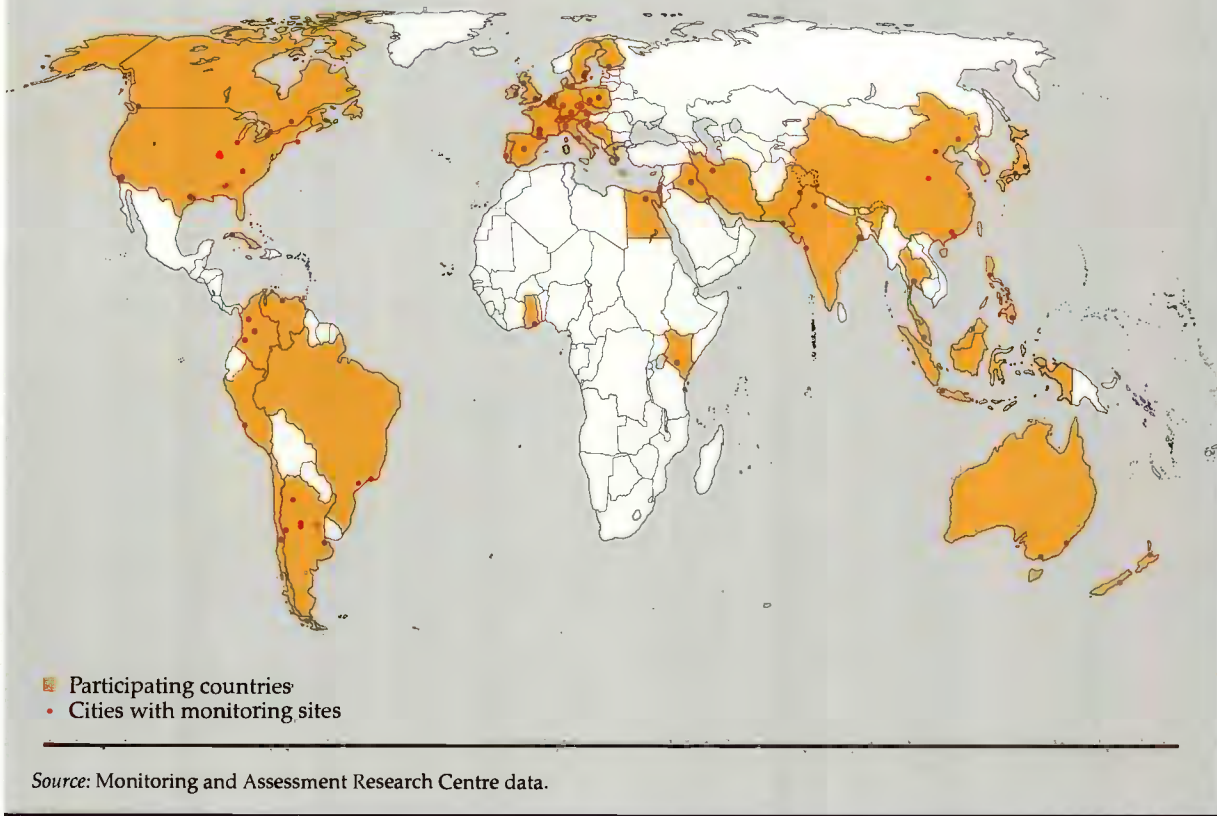 Participating countries
Cities with monitoring sites
Source: Monitoring and Assessment Research Centre data.